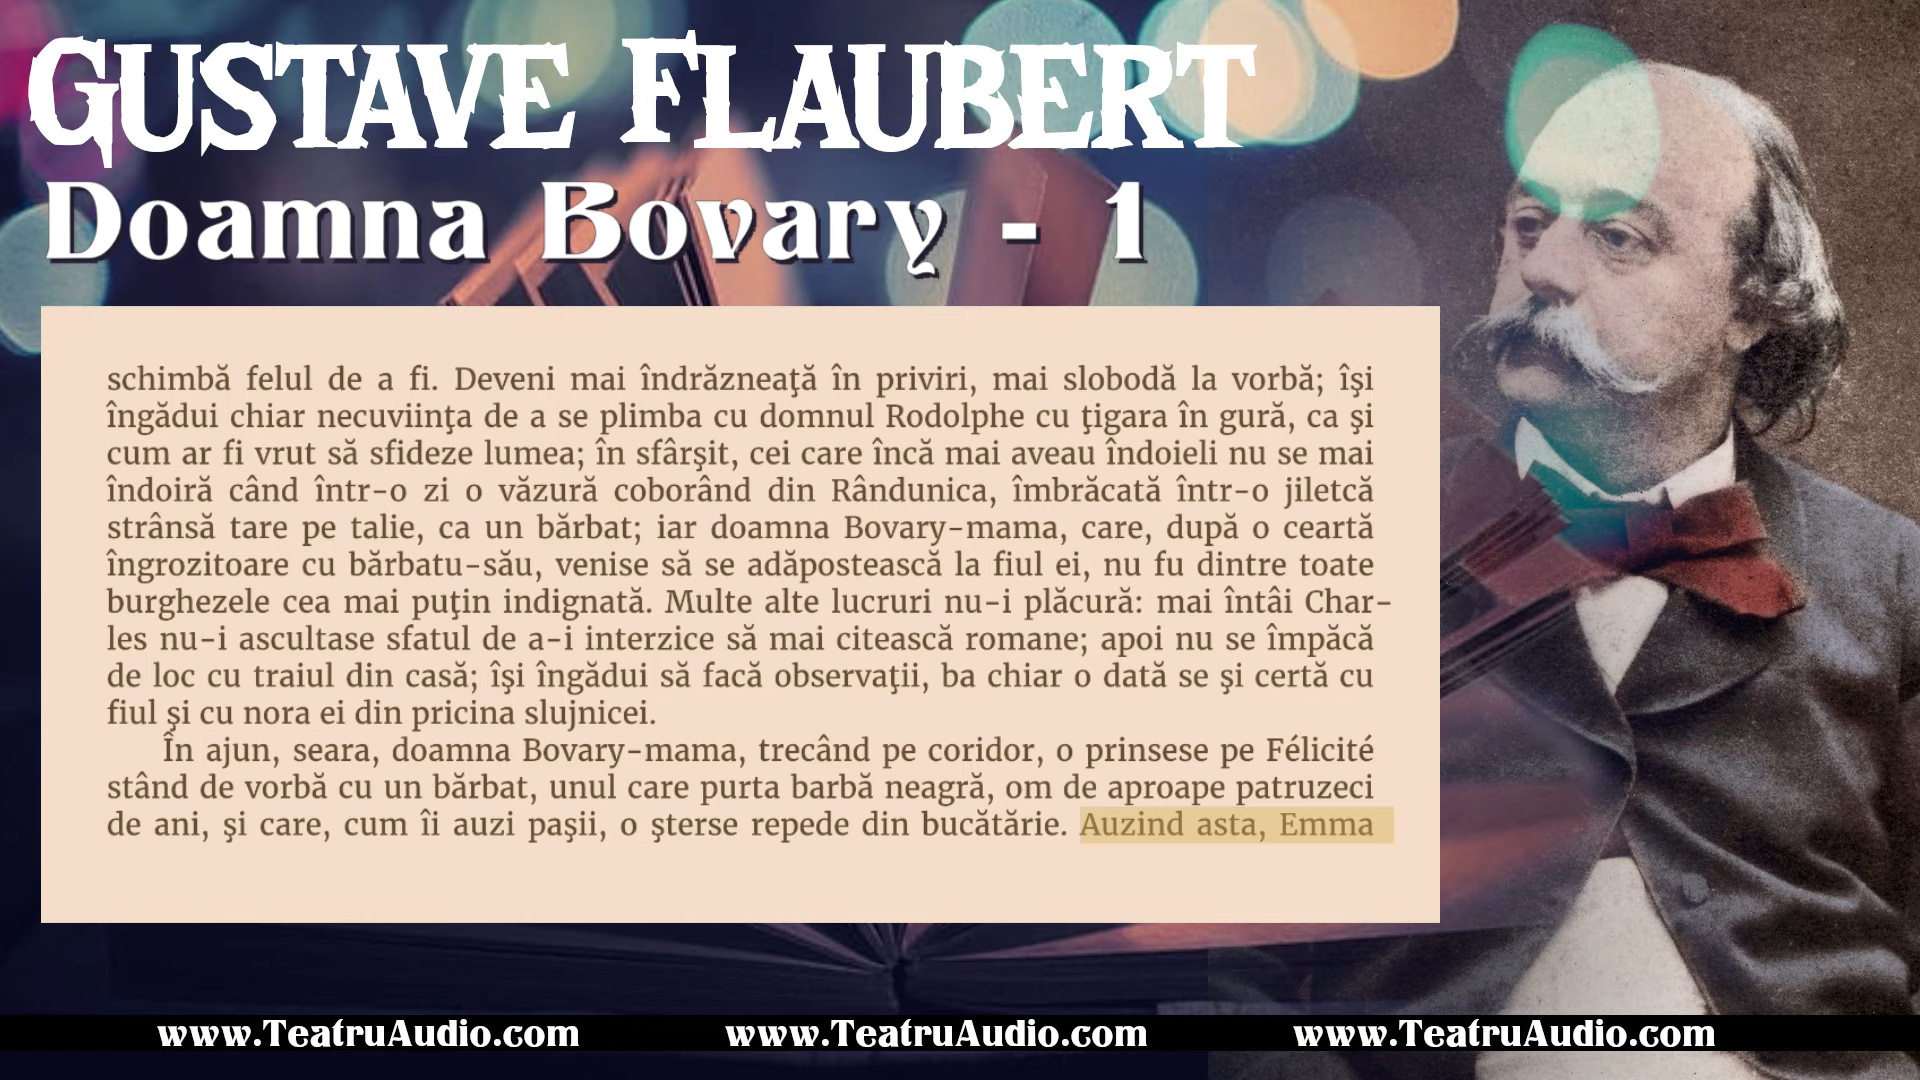 GUSTAVE FLAUBERT
Doamna Bovary - 1
schimbă felul de a fi. Deveni mai îndrăzneaţă în priviri, mai slobodă la vorbă; îşi
îngădui chiar necuviinţa de a se plimba cu domnul Rodolphe cu ţigara în gură, ca şi
cum ar fi vrut să sfideze lumea; în sfârşit, cei care încă mai aveau îndoieli nu se mai
îndoiră când într-o zi o văzură coborând din Rândunica, îmbrăcată într-o jiletcă
strânsă tare pe talie, ca un bărbat; iar doamna Bovary-mama, care, după o ceartă
îngrozitoare cu bărbatu-său, venise să se adăpostească la fiul ei, nu fu dintre toate
burghezele cea mai puţin indignată. Multe alte lucruri nu-i plăcură: mai întâi Char-
les nu-i ascultase sfatul de a-i interzice să mai citească romane; apoi nu se împăcă
de loc cu traiul din casă; îşi îngădui să facă observaţii, ba chiar o dată se şi certă cu
fiul şi cu nora ei din pricina slujnicei.
În ajun, seara, doamna Bovary-mama, trecând pe coridor, o prinsese pe Félicité
stând de vorbă cu un bărbat, unul care purta barbă neagră, om de aproape patruzeci
de ani, şi care, cum îi auzi paşii, o şterse repede din bucătărie. Auzind asta, Emma
www.TeatruAudio.com www.TeatruAudio.com www.TeatruAudio.com